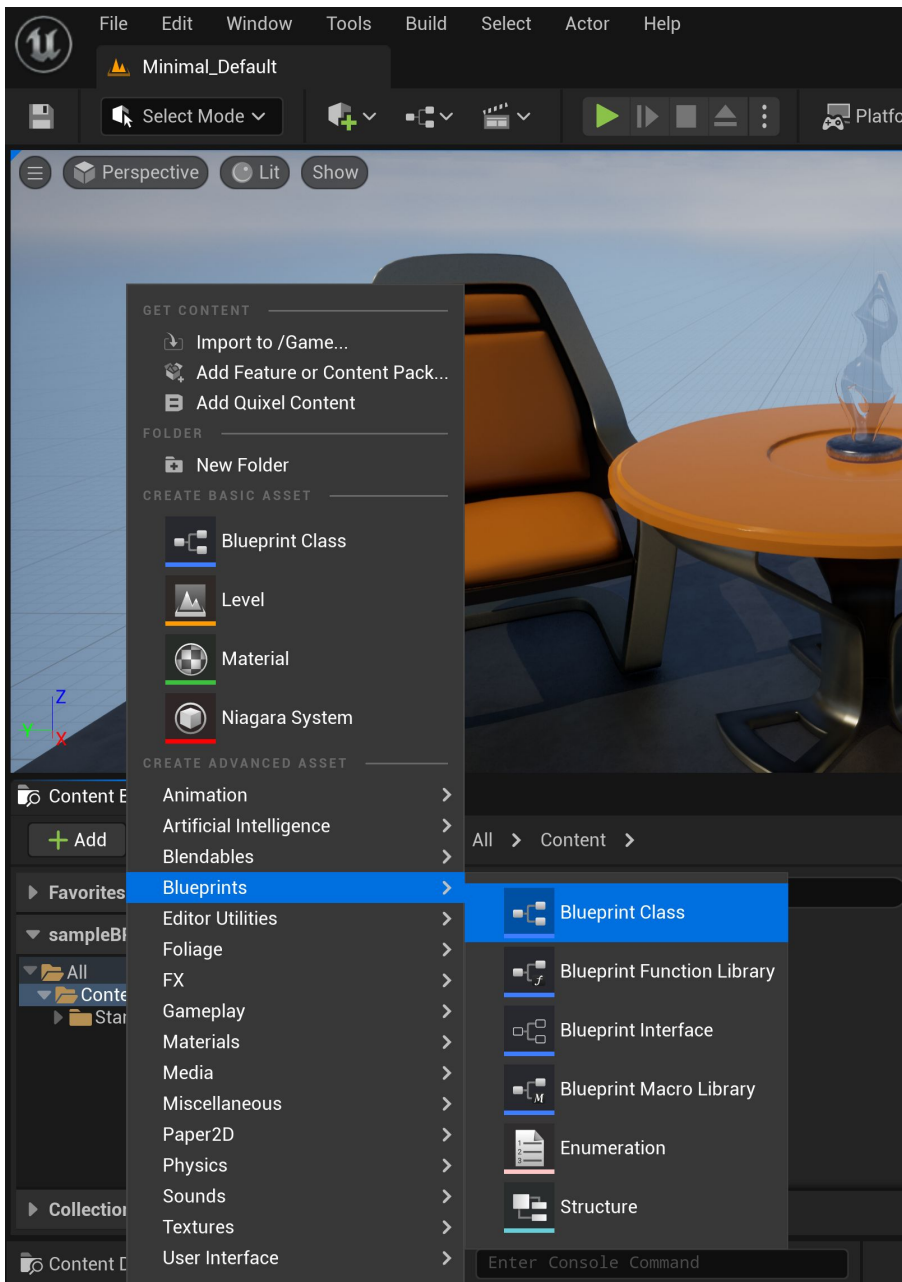 File Edit Window Tools Build Select Actor Help
Minimal_Default
Select Mode
Perspective Lit Show
GET CONTENT
Import to /Game...
Add Feature or Content Pack...
Add Quixel Content
FOLDER
New Folder
CREATE BASIC ASSET
Blueprint Class
Level
Material
Niagara System
CREATE ADVANCED ASSET
Z
Y
X
Content
Add
Favorites
All
Animation
Artificial Intelligence
Blendables
Blueprints
Editor Utilities
Foliage
FX
Gameplay
Materials
Media
Miscellaneous
Paper2D
Physics
Sounds
Textures
User Interface
All > Content >
Blueprint Class
Blueprint Function Library
Blueprint Interface
Blueprint Macro Library
Enumeration
Structure
Content
Enter Console Command